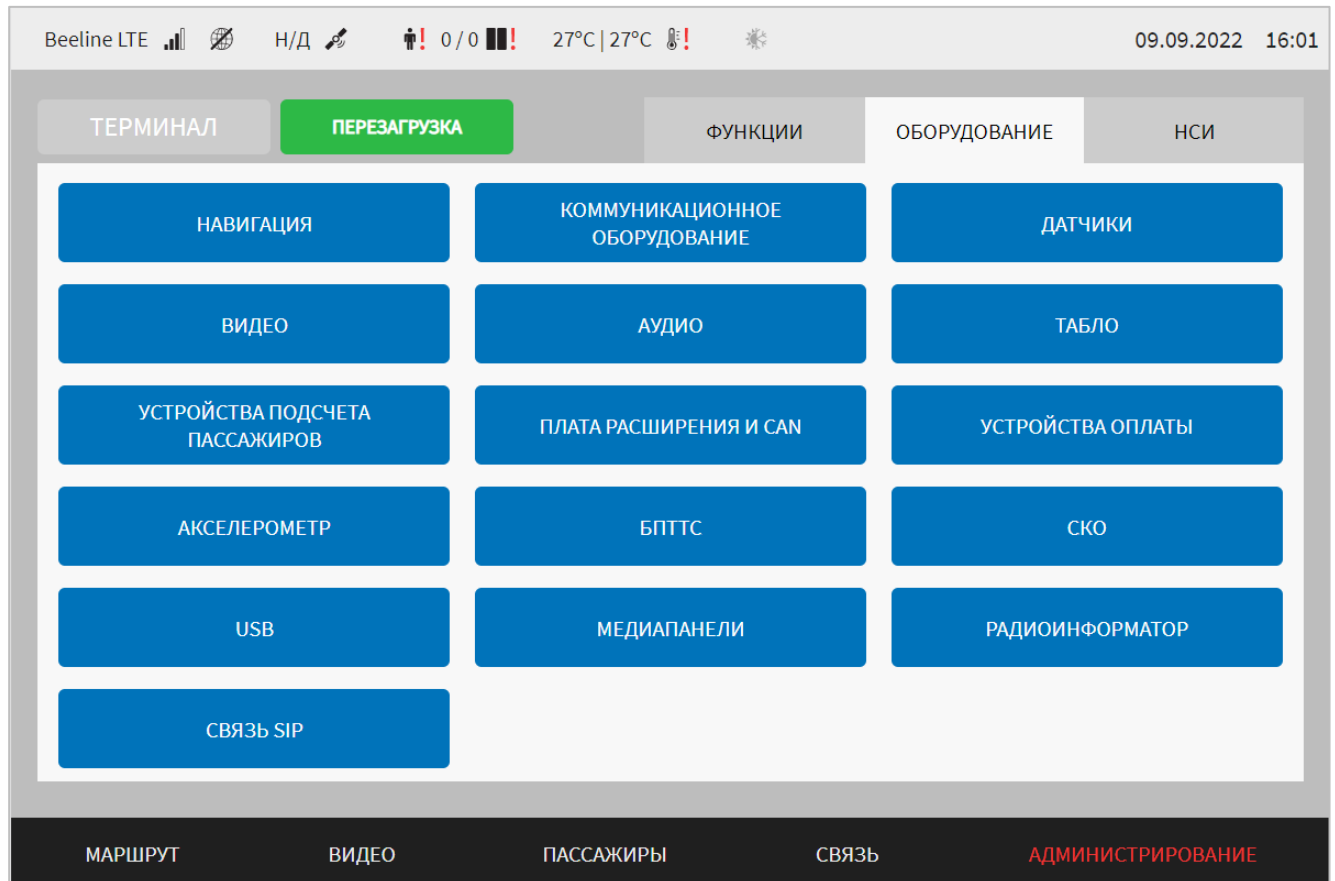 Beeline LTE Н/Д ! 0 / 0 ! 27°C | 27°C ! 09.09.2022 16:01
ТЕРМИНАЛ ПЕРЕЗАГРУЗКА ФУНКЦИИ ОБОРУДОВАНИЕ НСИ
НАВИГАЦИЯ
КОММУНИКАЦИОННОЕ
ОБОРУДОВАНИЕ
ДАТЧИКИ
ВИДЕО
АУДИО
ТАБЛО
УСТРОЙСТВА ПОДСЧЕТА
ПАССАЖИРОВ
ПЛАТА РАСШИРЕНИЯ И CAN
УСТРОЙСТВА ОПЛАТЫ
АКСЕЛЕРОМЕТР
БПТТС
СКО
USB
МЕДИАПАНЕЛИ
РАДИОИНФОРМАТОР
СВЯЗЬ SIP
МАРШРУТ ВИДЕО ПАССАЖИРЫ СВЯЗЬ АДМИНИСТРИРОВАНИЕ